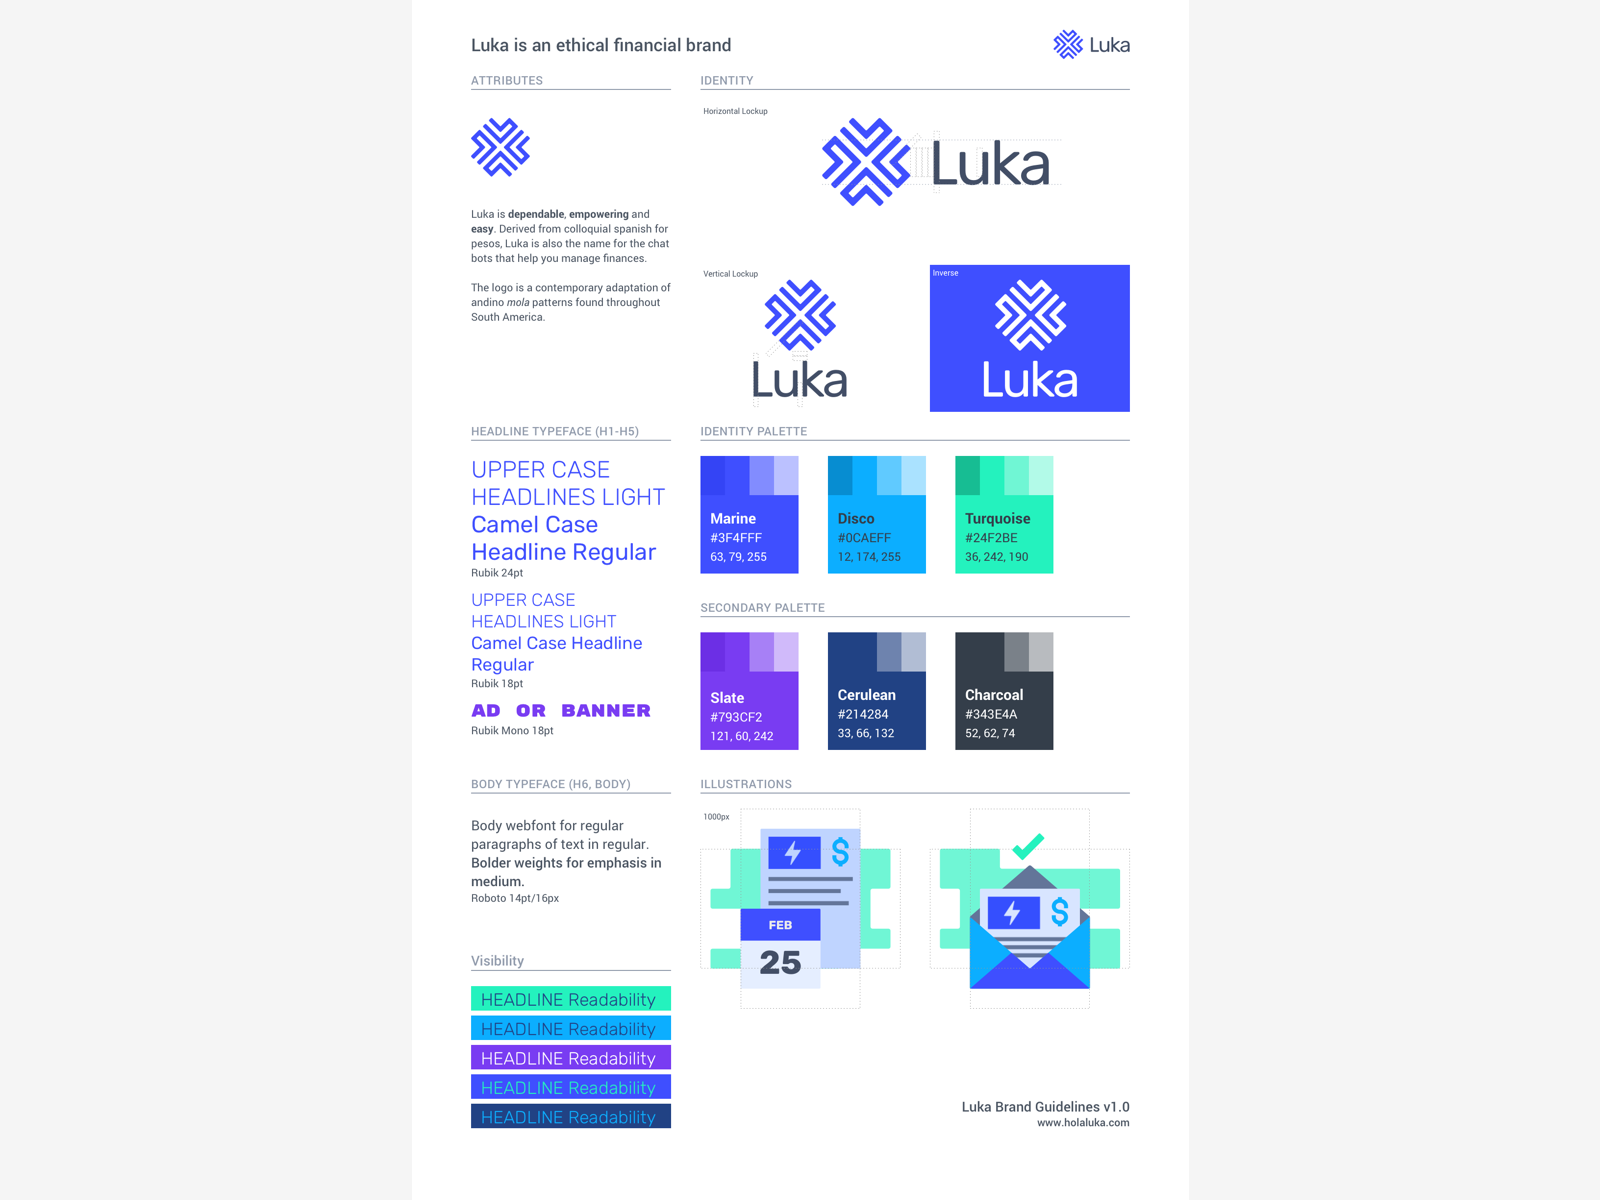 Luka is an ethical financial brand
Luka
ATTRIBUTES
Luka is dependable, empowering and
easy. Derived from colloquial spanish for
pesos, Luka is also the name for the chat
bots that help you manage finances.
The logo is a contemporary adaptation of
andino mola patterns found throughout
South America.
IDENTITY
Horizontal Lockup
Luka
Vertical Lockup
Luka
Inverse
Luka
HEADLINE TYPEFACE (H1-H5)
UPPER CASE
HEADLINES LIGHT
Camel Case
Headline Regular
Rubik 24pt
UPPER CASE
HEADLINES LIGHT
Camel Case Headline
Regular
Rubik 18pt
AD OR BANNER
Rubik Mono 18pt
IDENTITY PALETTE
Marine
#3F4FFF
63, 79, 255
Disco
#0CAEFF
12, 174, 255
Turquoise
#24F2BE
36, 242, 190
SECONDARY PALETTE
Slate
#793CF2
121, 60, 242
Cerulean
#214284
33, 66, 132
Charcoal
#343E4A
52, 62, 74
BODY TYPEFACE (H6, BODY)
Body webfont for regular
paragraphs of text in regular.
Bolder weights for emphasis in
medium.
Roboto 14pt/16px
ILLUSTRATIONS
1000px
$
FEB
25
$
Visibility
HEADLINE Readability
HEADLINE Readability
HEADLINE Readability
HEADLINE Readability
HEADLINE Readability
Luka Brand Guidelines v1.0
www.holaluka.com